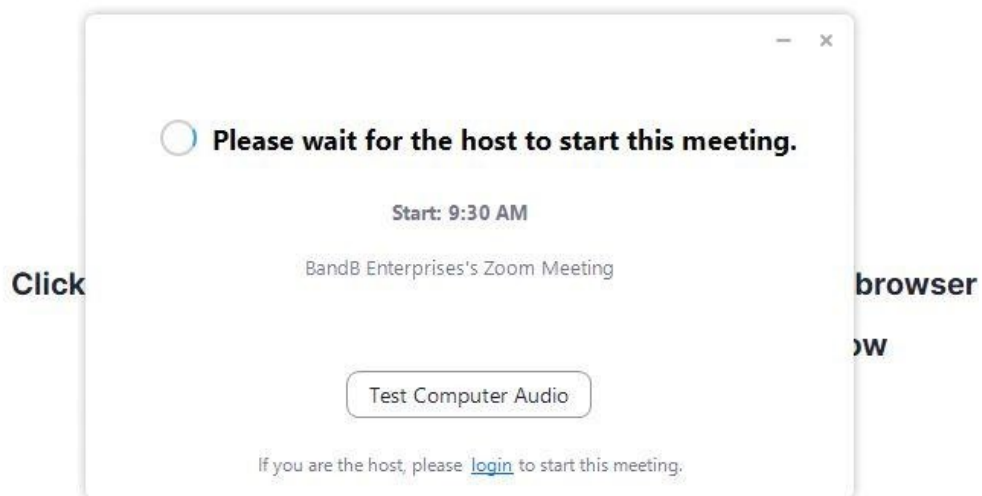 Please wait for the host to start this meeting.
Start: 9:30 AM
BandB Enterprises's Zoom Meeting
Click browser
ow
Test Computer Audio
If you are the host, please login to start this meeting.